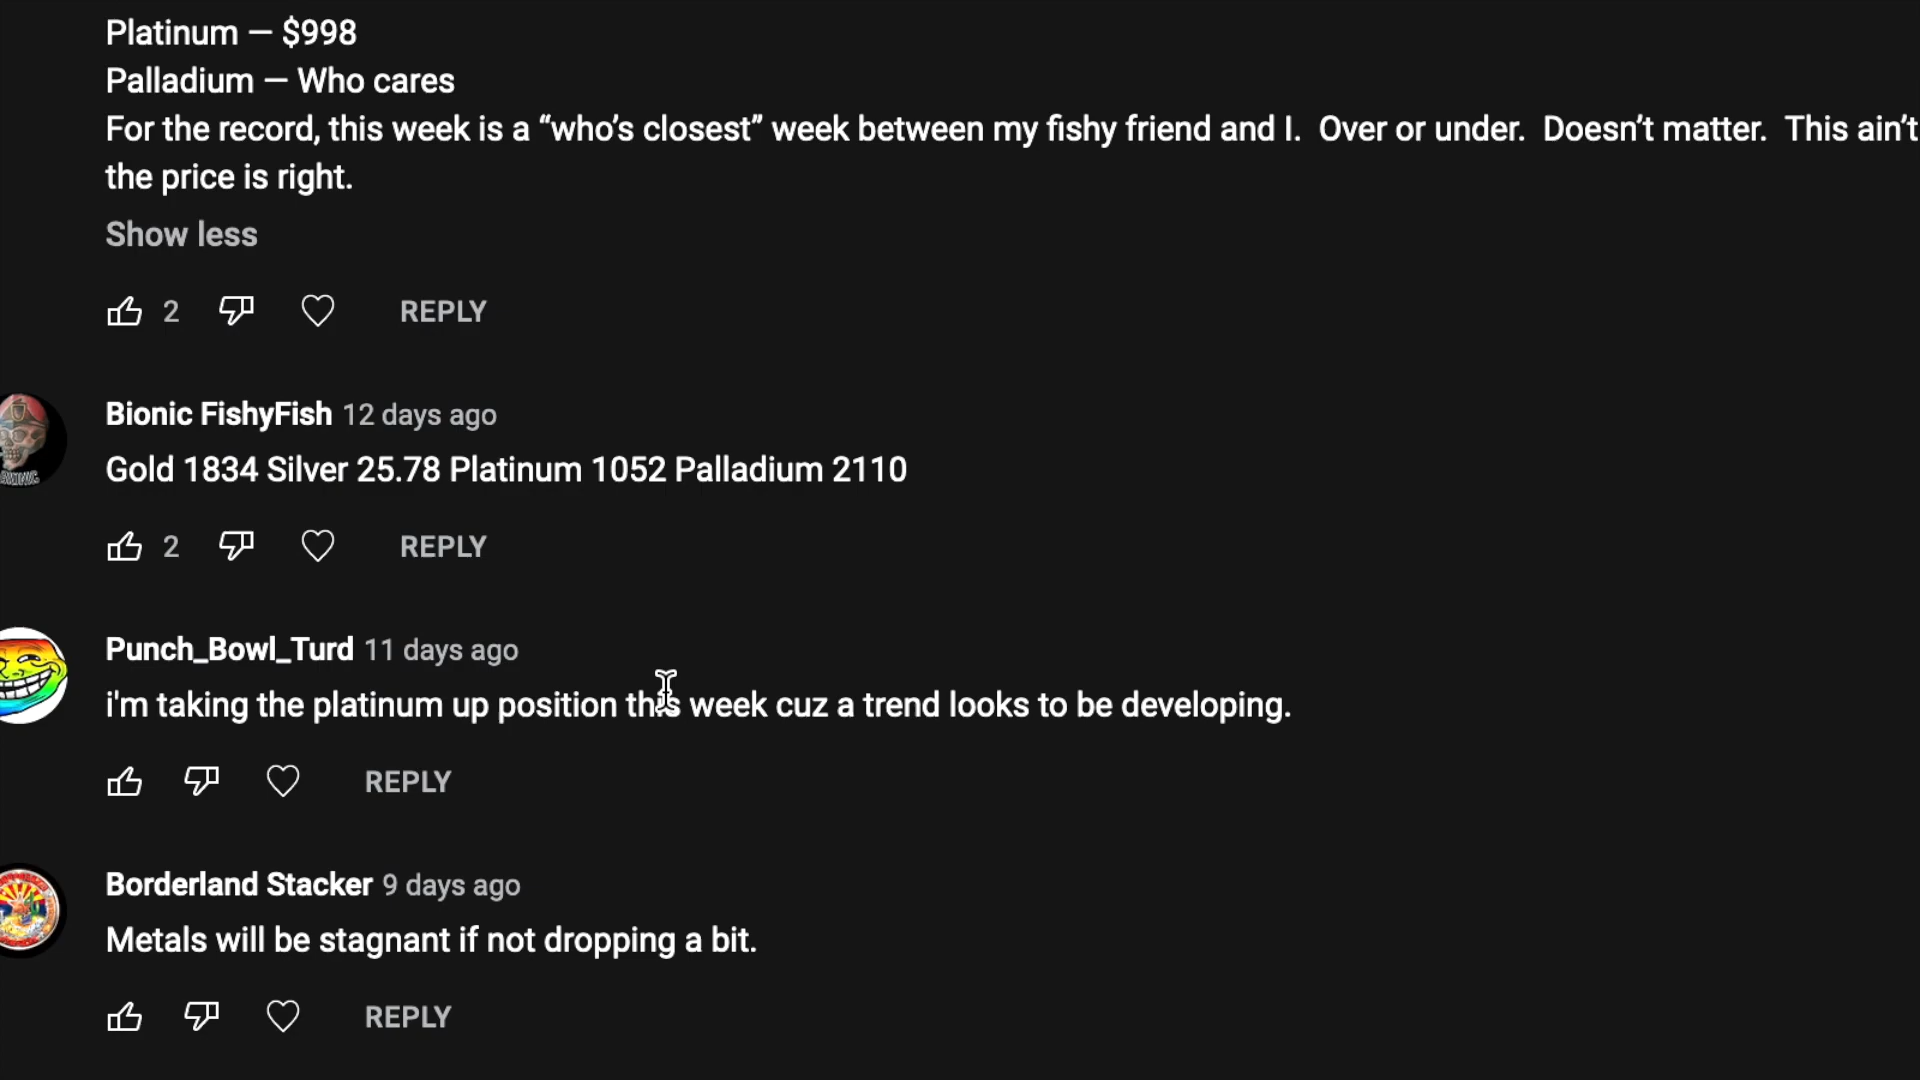 Platinum — $998
Palladium — Who cares
For the record, this week is a “who’s closest” week between my fishy friend and I.  Over or under.  Doesn’t matter.  This ain’t
the price is right.
Show less
2 REPLY
Bionic FishyFish 12 days ago
Gold 1834 Silver 25.78 Platinum 1052 Palladium 2110
2 REPLY
Punch_Bowl_Turd 11 days ago
i'm taking the platinum up position this week cuz a trend looks to be developing.
REPLY
Borderland Stacker 9 days ago
Metals will be stagnant if not dropping a bit.
REPLY